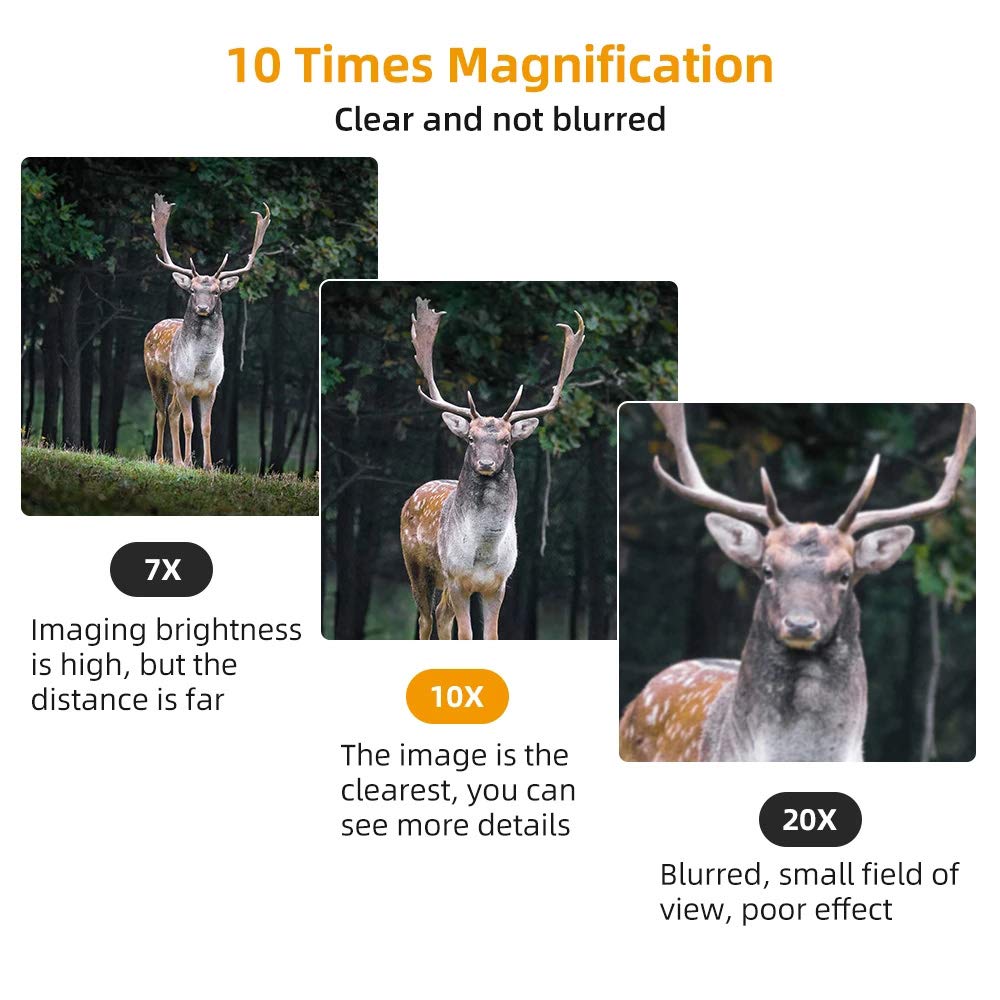 10 Times Magnification
Clear and not blurred
7X
Imaging brightness
is high, but the
distance is far
10X
The image is the
clearest, you can
see more details
20X
Blurred, small field of
view, poor effect